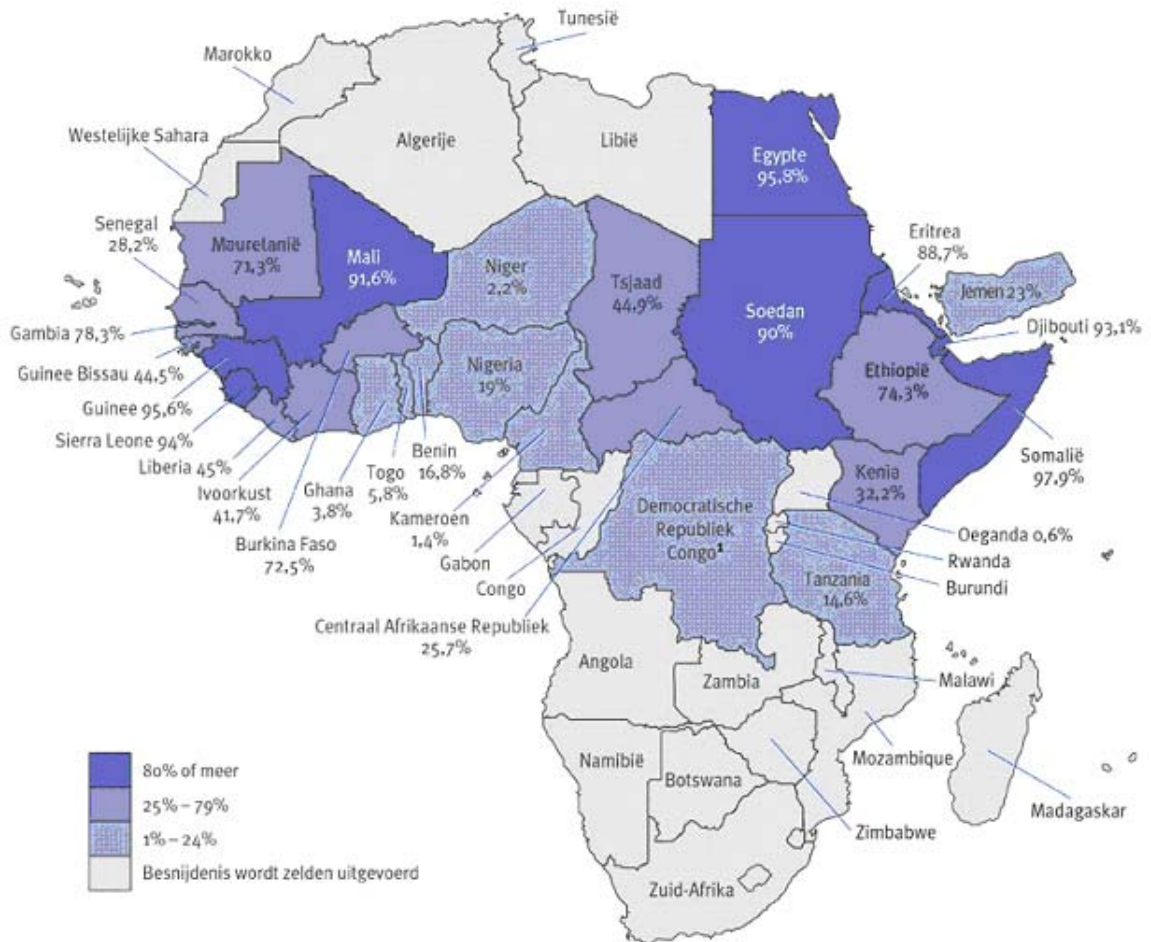 Tunesië
Marokko
Westelijke Sahara
Algerije
Libië
Egypte
95,8%
Senegal
28,2%
Mauretanië
71,3%
Mali
91,6%
Niger
2,2%
Tsjaad
44,9%
Soedan
90%
Eritrea
88,7%
Jemen 23%
Djibouti 93,1%
Gambia 78,3%
Guinee Bissau 44,5%
Guinee 95,6%
Sierra Leone 94%
Liberia 45%
Ivoorkust
41,7%
Burkina Faso
72,5%
Ghana
3,8%
Togo
5,8%
Benin
16,8%
Nigeria
19%
Kameroen
1,4%
Gabon
Congo
Centraal Afrikaanse Republiek
25,7%
Democratische
Republiek
Congo¹
Ethiopië
74,3%
Kenia
32,2%
Somalië
97,9%
Oeganda 0,6%
Rwanda
Burundi
Tanzania
14,6%
Angola
Zambia
Malawi
Mozambique
Namibië
Botswana
Zimbabwe
Madagaskar
Zuid-Afrika
80% of meer
25% – 79%
1% – 24%
Besnijdenis wordt zelden uitgevoerd